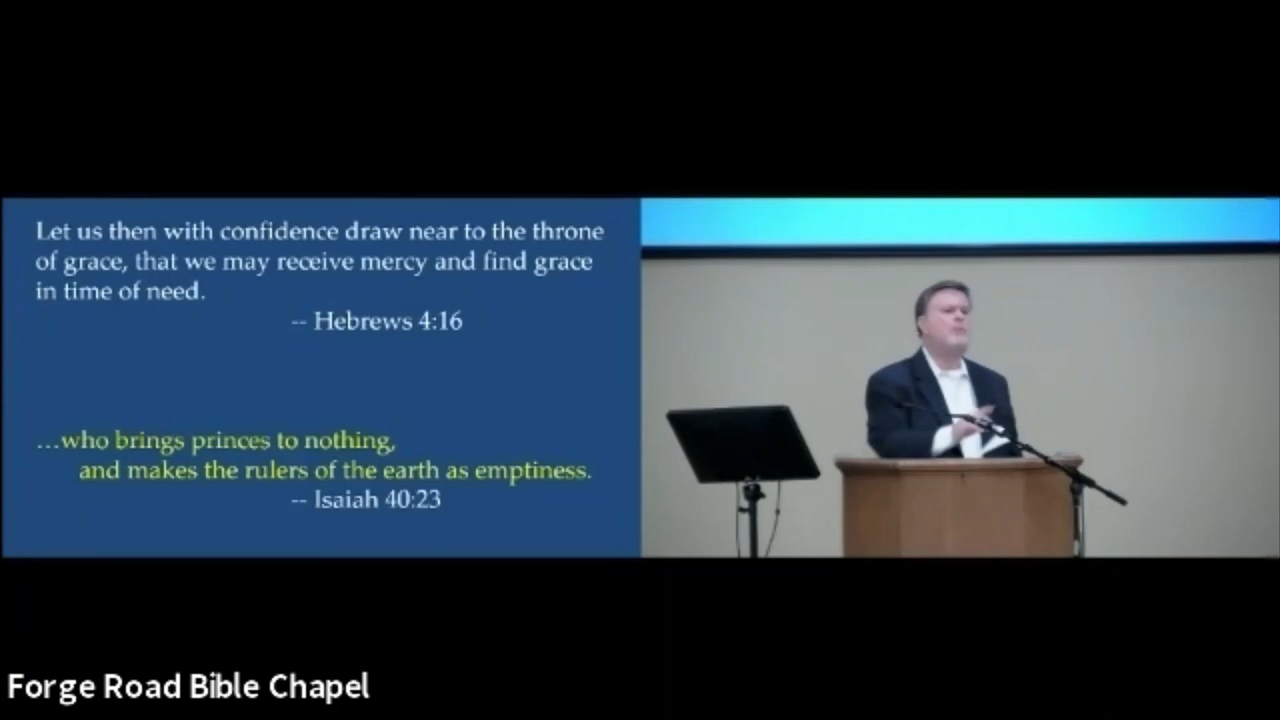 Let us then with confidence draw near to the throne
of grace, that we may receive mercy and find grace
in time of need.
-- Hebrews 4:16
…who brings princes to nothing,
and makes the rulers of the earth as emptiness.
-- Isaiah 40:23
Forge Road Bible Chapel